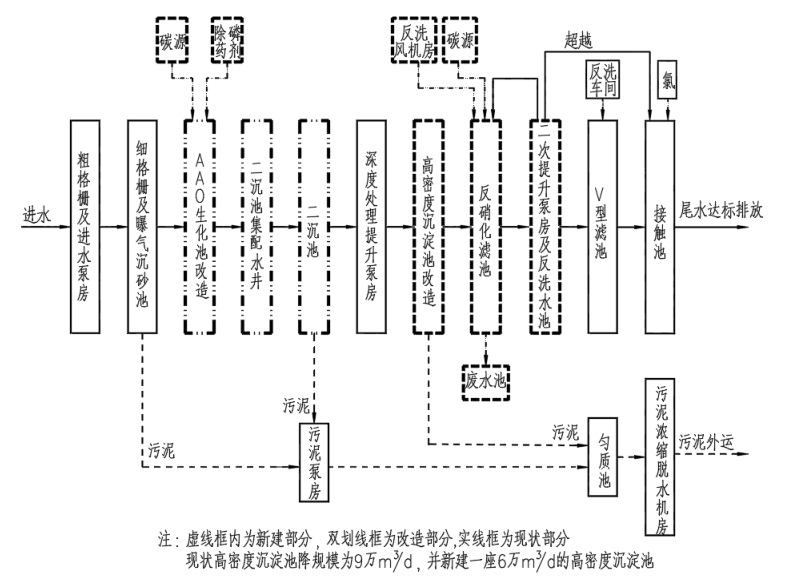 碳源
除磷
药剂
反洗
风机房
碳源
超越
反洗
车间
氯
进水
粗格栅及进水泵房
细格栅及曝气沉砂池
AAO生化池改造
二沉池集配水井
二沉池
深度处理提升泵房
高密度沉淀池改造
反硝化滤池
二次提升泵房及反洗水池
V型滤池
接触池
尾水达标排放
废水池
污泥
污泥
污泥泵房
污泥
匀质池
污泥浓缩脱水机房
污泥外运
注：虚线框内为新建部分，双划线框为改造部分,实线框为现状部分
现状高密度沉淀池降规模为9万m³/d，并新建一座6万m³/d的高密度沉淀池